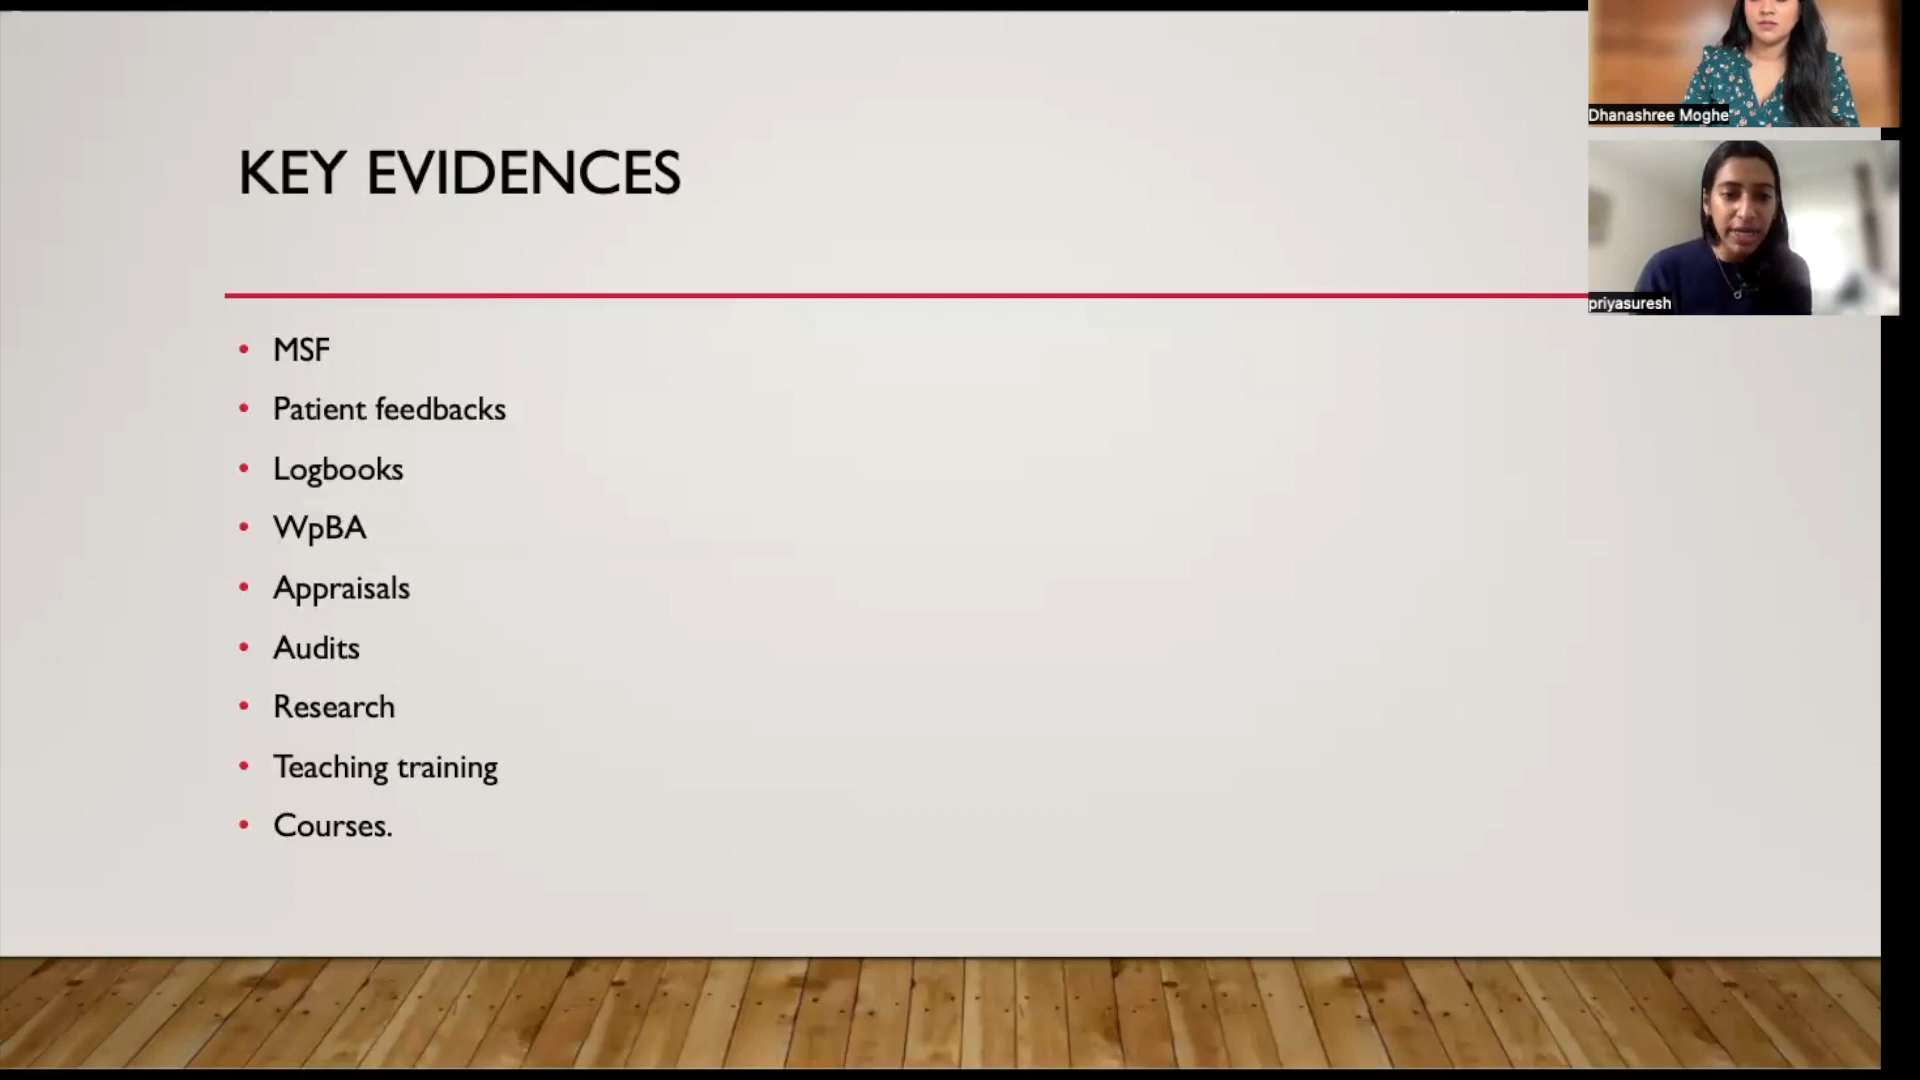 Dhanashree Moghe
KEY EVIDENCES
priyasuresh
• MSF
• Patient feedbacks
• Logbooks
• WpBA
• Appraisals
• Audits
• Research
• Teaching training
• Courses.